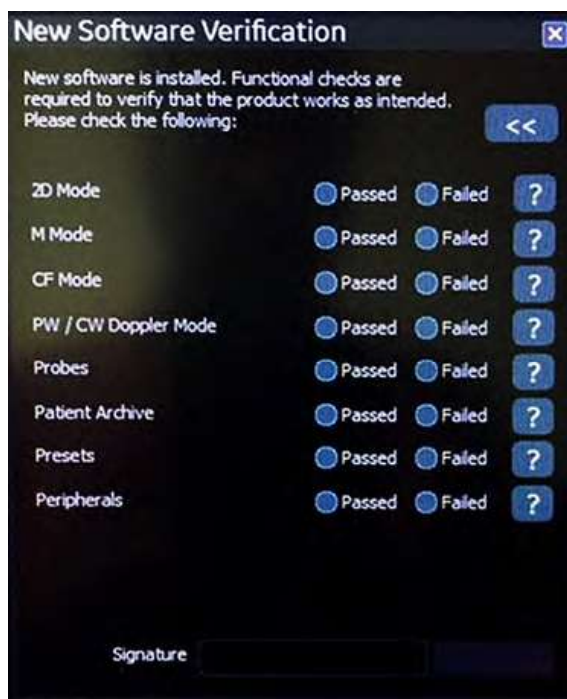 New Software Verification
New software is installed. Functional checks are
required to verify that the product works as intended.
Please check the following:
<<
2D Mode Passed Failed ?
M Mode Passed Failed ?
CF Mode Passed Failed ?
PW / CW Doppler Mode Passed Failed ?
Probes Passed Failed ?
Patient Archive Passed Failed ?
Presets Passed Failed ?
Peripherals Passed Failed ?
Signature